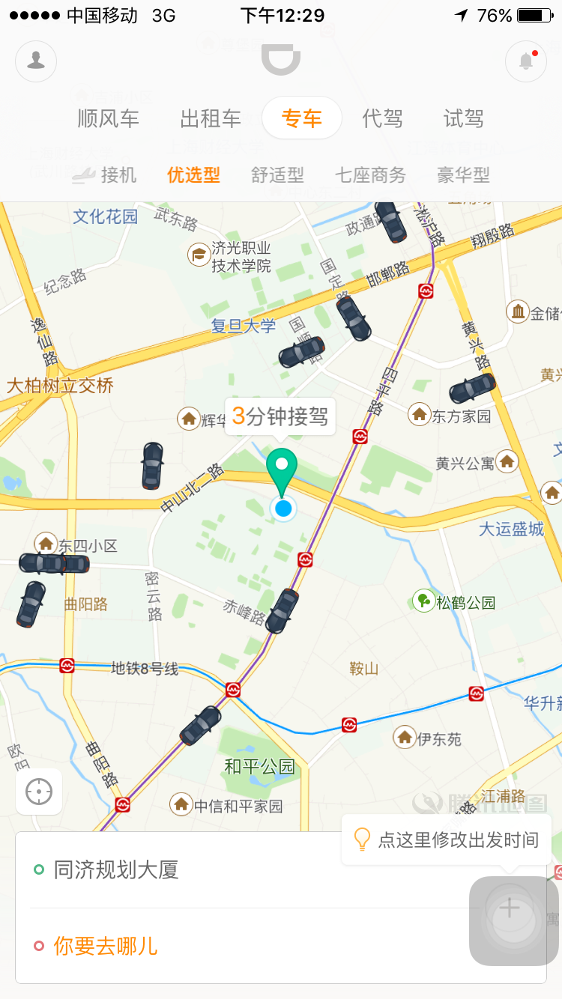 中国移动 3G 下午12:29 76%
顺风车 出租车 专车 代驾 试驾
接机 优选型 舒适型 七座商务 豪华型
文化花园
武东路
政通路
淞沪路
翔殷路
济光职业
技术学院
国定路
邯郸路
纪念路
逸仙路
复旦大学
国顺路
黄兴路
金储
大柏树立交桥
四平路
黄兴
辉华
3分钟接驾
东方家园
黄兴公寓
中山北二路
大运盛城
东四小区
密云路
曲阳路
赤峰路
松鹤公园
地铁8号线
鞍山
华升新
伊东苑
欧阳
曲阳路
和平公园
中信和平家园
江浦路
腾讯地图
点这里修改出发时间
同济规划大厦
你要去哪儿